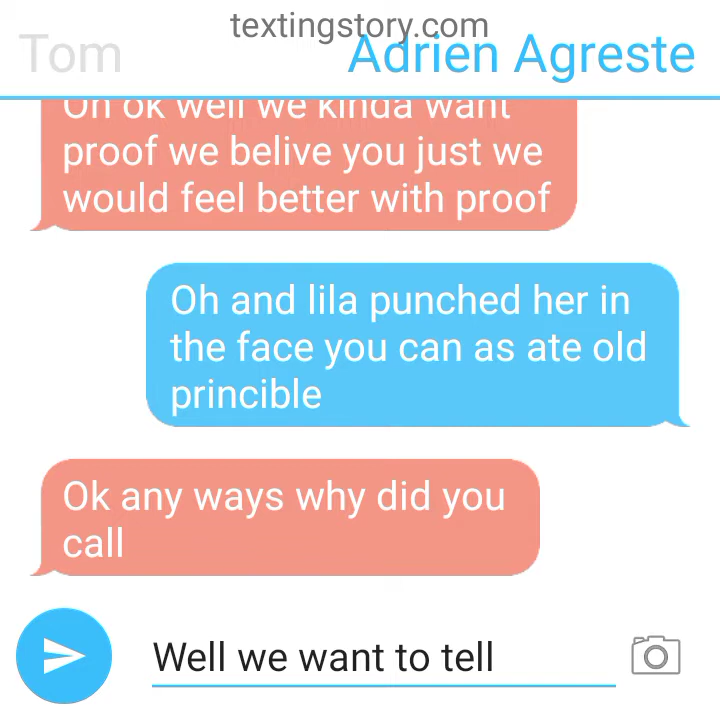 textingstory.com
Tom
Adrien Agreste
Oh ok well we kinda want
proof we belive you just we
would feel better with proof
Oh and lila punched her in
the face you can as ate old
princible
Ok any ways why did you
call
Well we want to tell